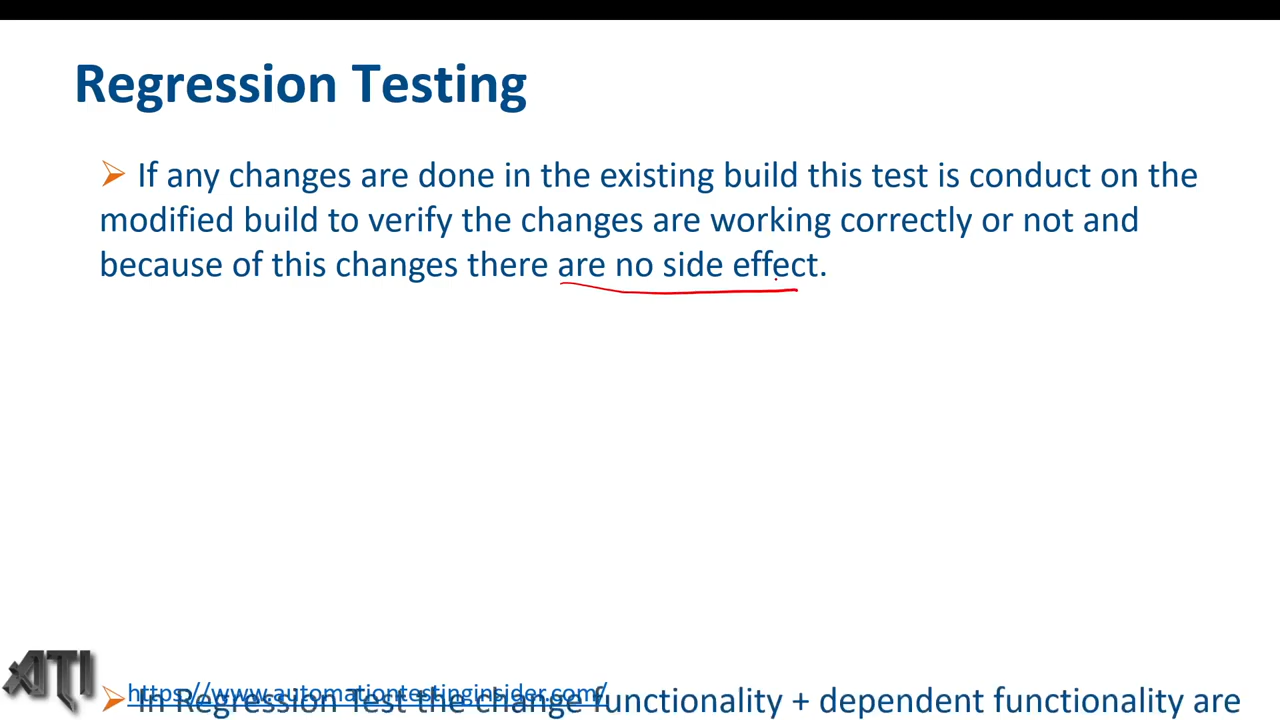 Regression Testing
➢ If any changes are done in the existing build this test is conduct on the
modified build to verify the changes are working correctly or not and
because of this changes there are no side effect.
ATI
https://www.automationtestinginsider.com/
➢ In Regression Test the change functionality + dependent functionality are